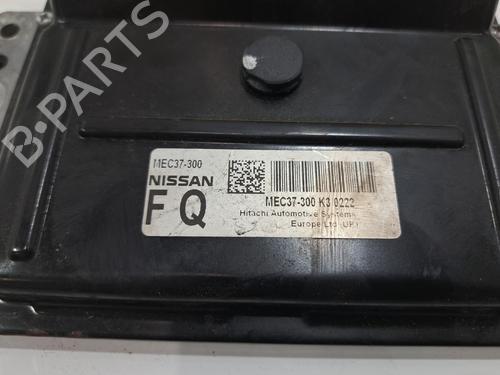 B-PARTS
MEC37-300
NISSAN
FQ
MEC37-300 K3 0222
Hitachi Automotive Systems
Europe Ltd (UK)